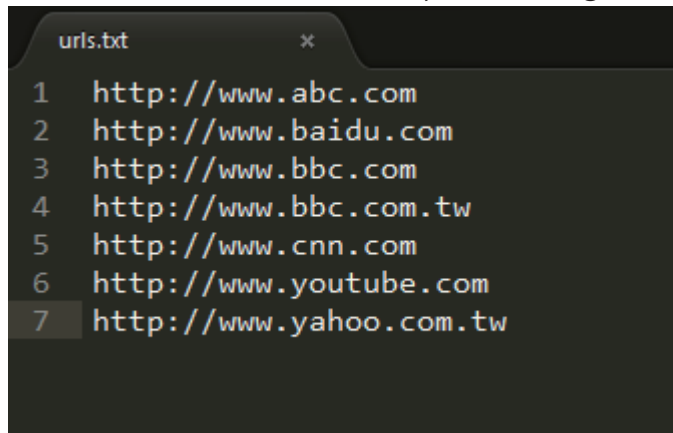 urls.txt ×
1 http://www.abc.com
2 http://www.baidu.com
3 http://www.bbc.com
4 http://www.bbc.com.tw
5 http://www.cnn.com
6 http://www.youtube.com
7 http://www.yahoo.com.tw